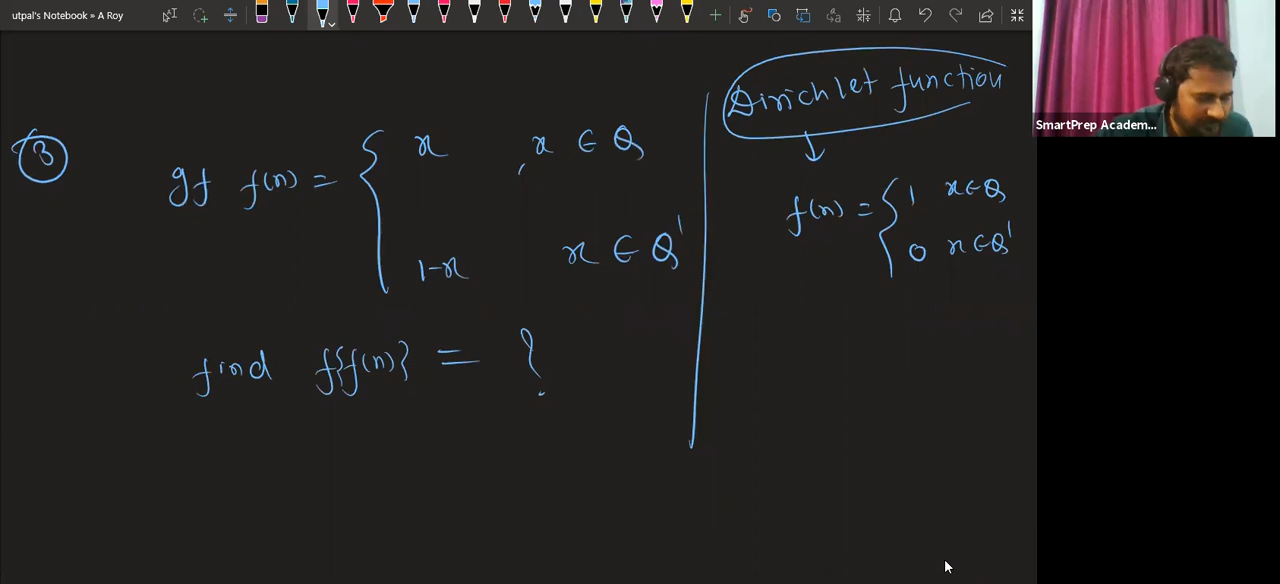 utpal's Notebook » A Roy
SmartPrep Academ...
3
If f(x) = { x , x ∈ Q
1-x x ∈ Q'
find f{f(x)} = ?
Dirichlet function
f(x) = { 1 x ∈ Q
0 x ∈ Q'